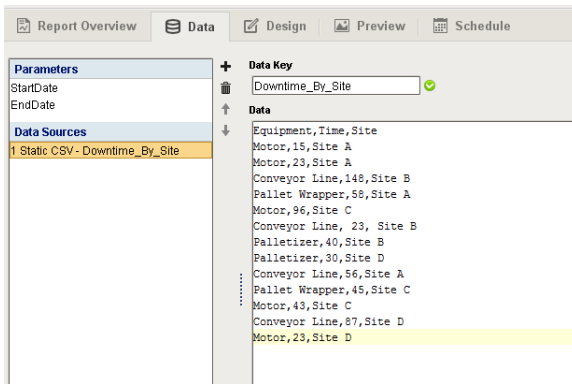 Report Overview Data Design Preview Schedule
Parameters
StartDate
EndDate
Data Sources
1 Static CSV - Downtime_By_Site
Data Key
Downtime_By_Site
Data
Equipment,Time,Site
Motor,15,Site A
Motor,23,Site A
Conveyor Line,148,Site B
Pallet Wrapper,58,Site A
Motor,96,Site C
Conveyor Line, 23, Site B
Palletizer,40,Site B
Palletizer,30,Site D
Conveyor Line,56,Site A
Pallet Wrapper,45,Site C
Motor,43,Site C
Conveyor Line,87,Site D
Motor,23,Site D